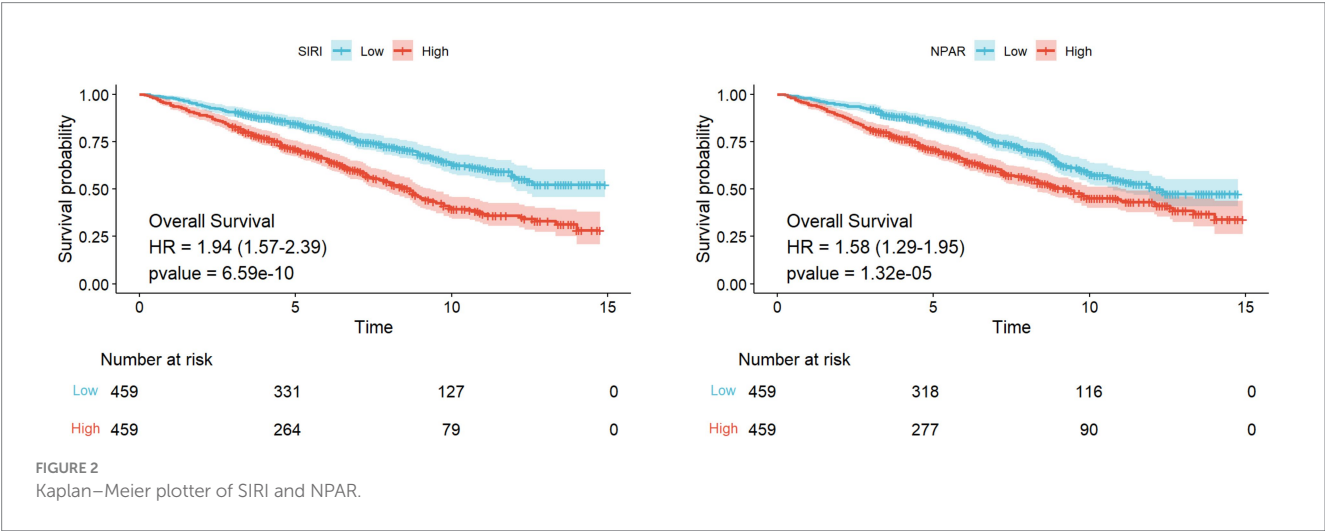 SIRI Low High
Survival probability
1.00
0.75
0.50
0.25
0.00
Overall Survival
HR = 1.94 (1.57-2.39)
pvalue = 6.59e-10
0 5 10 15
Time
Number at risk
Low 459 331 127 0
High 459 264 79 0
NPAR Low High
Survival probability
1.00
0.75
0.50
0.25
0.00
Overall Survival
HR = 1.58 (1.29-1.95)
pvalue = 1.32e-05
0 5 10 15
Time
Number at risk
Low 459 318 116 0
High 459 277 90 0
FIGURE 2
Kaplan–Meier plotter of SIRI and NPAR.